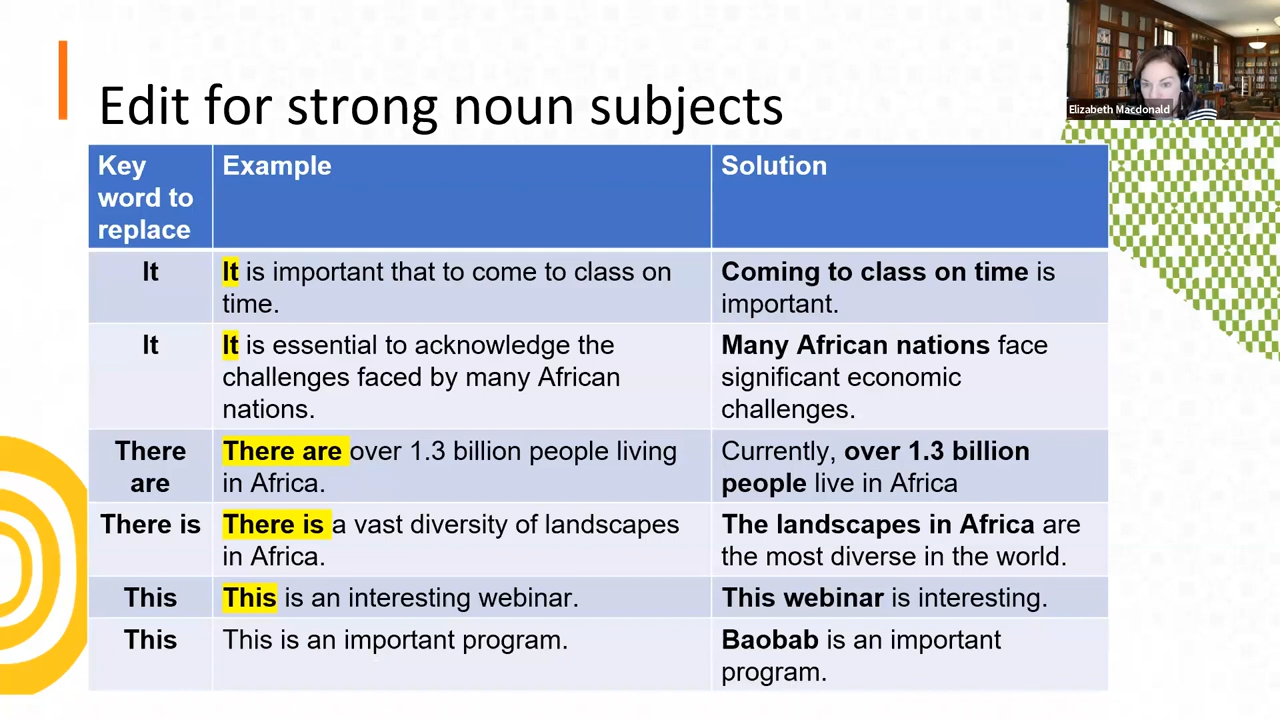 Edit for strong noun subjects
Elizabeth Macdonald
Key
word to
replace
Example
Solution
It
It is important that to come to class on
time.
Coming to class on time is
important.
It
It is essential to acknowledge the
challenges faced by many African
nations.
Many African nations face
significant economic
challenges.
There
are
There are over 1.3 billion people living
in Africa.
Currently, over 1.3 billion
people live in Africa
There is
There is a vast diversity of landscapes
in Africa.
The landscapes in Africa are
the most diverse in the world.
This
This is an interesting webinar.
This webinar is interesting.
This
This is an important program.
Baobab is an important
program.